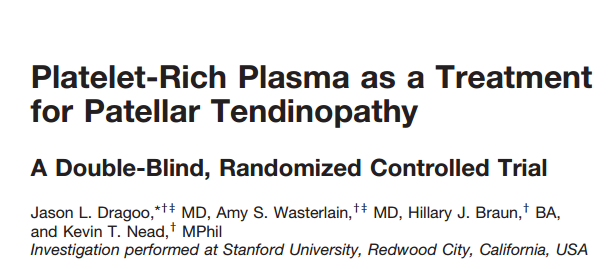 Platelet-Rich Plasma as a Treatment
for Patellar Tendinopathy
A Double-Blind, Randomized Controlled Trial
Jason L. Dragoo,*†‡ MD, Amy S. Wasterlain,†‡ MD, Hillary J. Braun,† BA,
and Kevin T. Nead,† MPhil
Investigation performed at Stanford University, Redwood City, California, USA